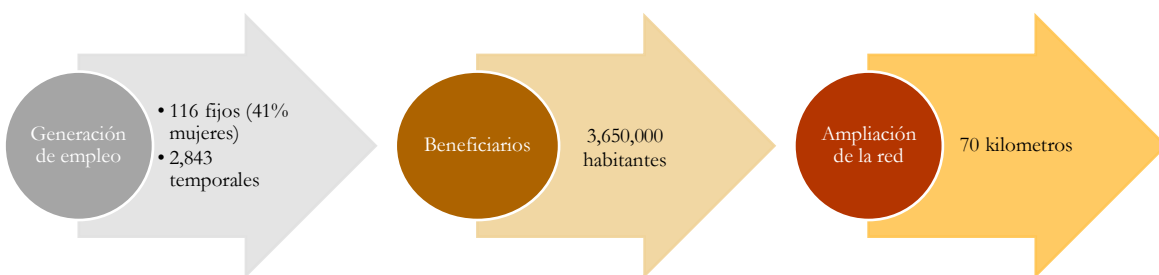 Generación
de empleo
• 116 fijos (41%
mujeres)
• 2,843
temporales
Beneficiarios
3,650,000
habitantes
Ampliación
de la red
70 kilometros